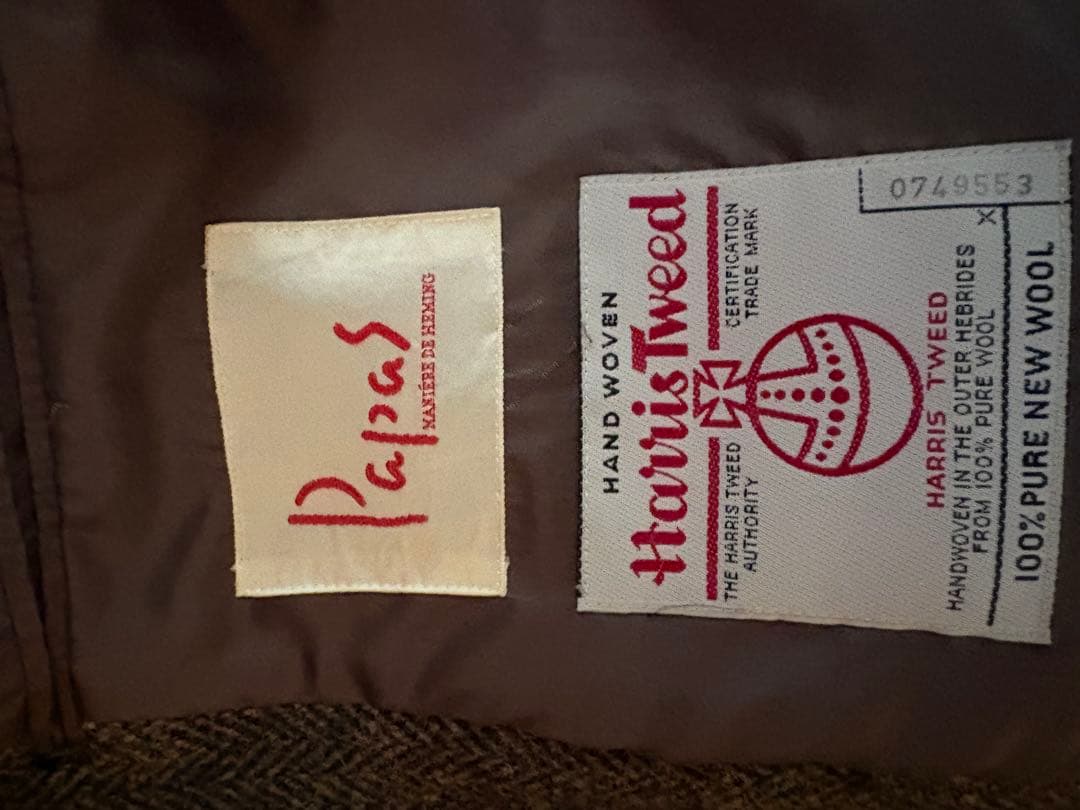 Papas
MANIÉRE DE HEMING
HAND WOVEN
Harris Tweed
THE HARRIS TWEED AUTHORITY
CERTIFICATION TRADE MARK
HARRIS TWEED
HANDWOVEN IN THE OUTER HEBRIDES
FROM 100% PURE WOOL
X
0749553
100% PURE NEW WOOL